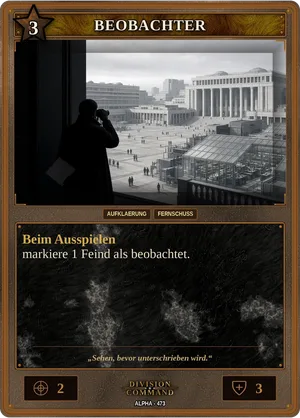 3
BEOBACHTER
AUFKLAERUNG
FERNSCHUSS
Beim Ausspielen
markiere 1 Feind als beobachtet.
„Sehen, bevor unterschrieben wird.“
2
DIVISION
COMMAND
3
ALPHA - 473